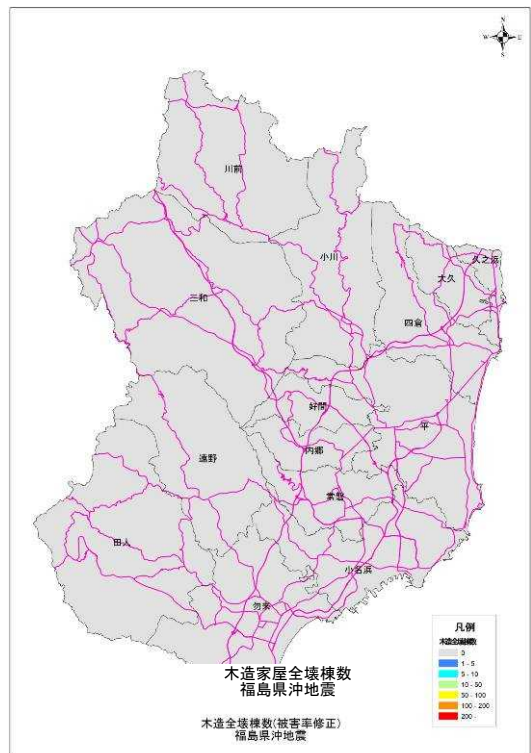 N
W E
S
川前
小川
久之浜
大久
三和
四倉
好間
平
内郷
遠野
常磐
田人
小名浜
勿来
凡例
木造全壊棟数
0
1 - 5
5 - 10
10 - 50
50 - 100
100 - 200
200 -
木造家屋全壊棟数
福島県沖地震
木造全壊棟数(被害率修正)
福島県沖地震